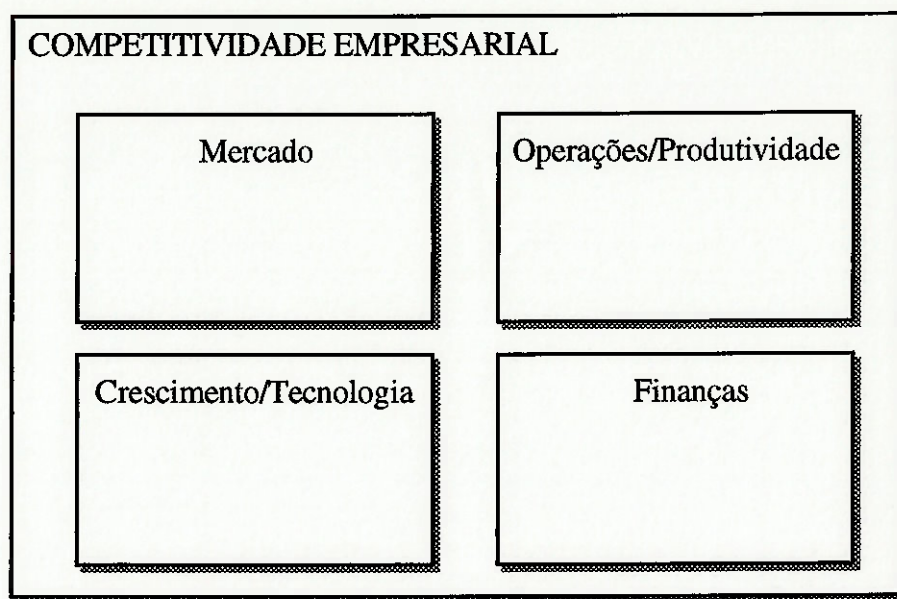 COMPETITIVIDADE EMPRESARIAL
Mercado
Operações/Produtividade
Crescimento/Tecnologia
Finanças